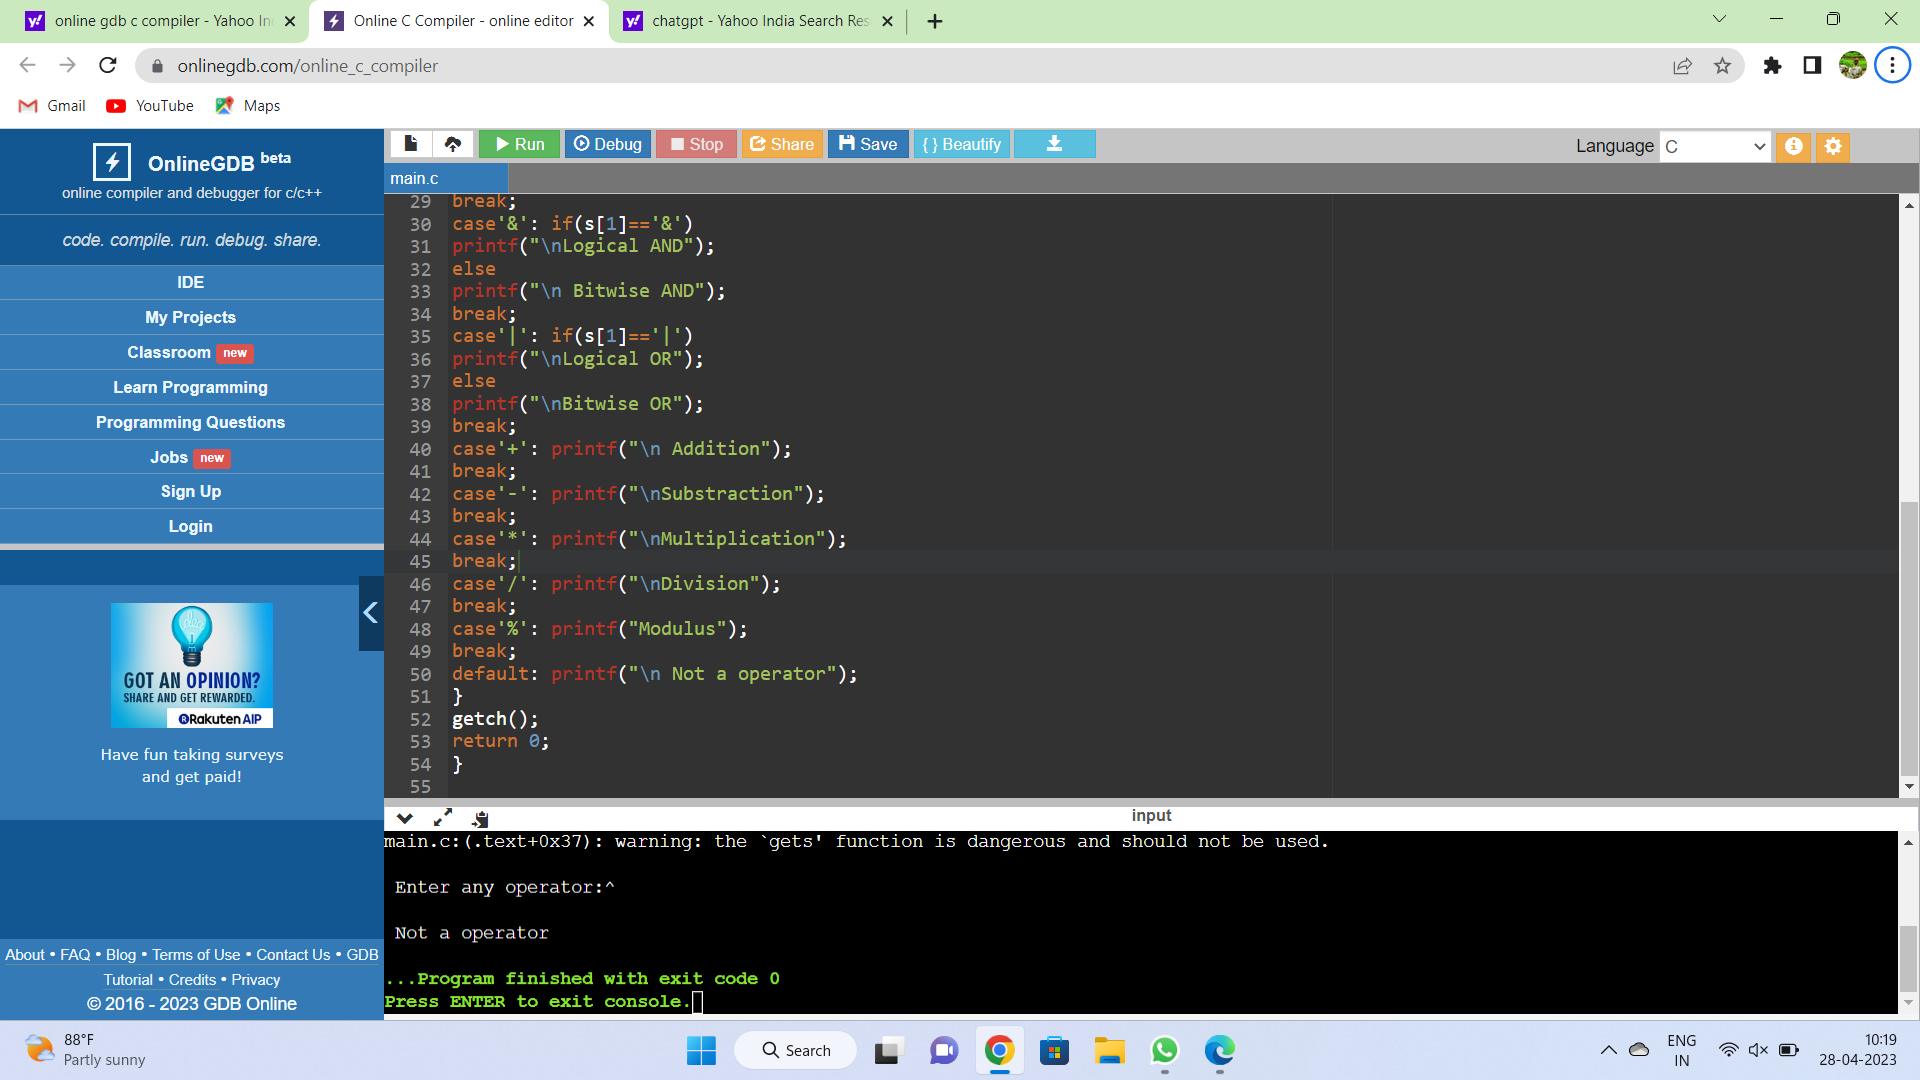 online gdb c compiler - Yahoo In
Online C Compiler - online editor
chatgpt - Yahoo India Search Res
onlinegdb.com/online_c_compiler
Gmail
YouTube
Maps
OnlineGDB beta
online compiler and debugger for c/c++
code. compile. run. debug. share.
IDE
My Projects
Classroom new
Learn Programming
Programming Questions
Jobs new
Sign Up
Login
GOT AN OPINION?
SHARE AND GET REWARDED.
Rakuten AIP
Have fun taking surveys
and get paid!
About • FAQ • Blog • Terms of Use • Contact Us • GDB
Tutorial • Credits • Privacy
© 2016 - 2023 GDB Online
Run
Debug
Stop
Share
Save
{ } Beautify
Language C
main.c
29 break;
30 case'&': if(s[1]=='&')
31 printf("\nLogical AND");
32 else
33 printf("\n Bitwise AND");
34 break;
35 case'|': if(s[1]=='|')
36 printf("\nLogical OR");
37 else
38 printf("\nBitwise OR");
39 break;
40 case'+': printf("\n Addition");
41 break;
42 case'-': printf("\nSubstraction");
43 break;
44 case'*': printf("\nMultiplication");
45 break;
46 case'/': printf("\nDivision");
47 break;
48 case'%': printf("Modulus");
49 break;
50 default: printf("\n Not a operator");
51 }
52 getch();
53 return 0;
54 }
55
input
main.c:(.text+0x37): warning: the `gets' function is dangerous and should not be used.
Enter any operator:^
Not a operator
...Program finished with exit code 0
Press ENTER to exit console.
88°F
Partly sunny
Search
ENG
IN
10:19
28-04-2023